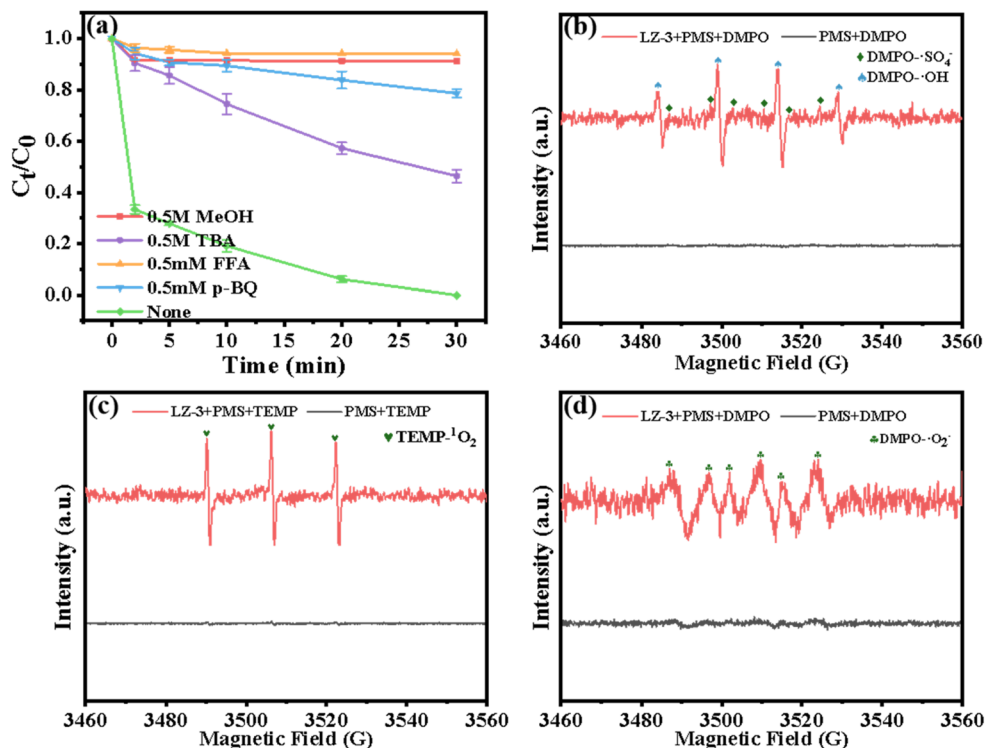 (a)
1.0
0.8
0.6
0.4
0.2
0.0
Cₜ/C₀
0.5M MeOH
0.5M TBA
0.5mM FFA
0.5mM p-BQ
None
0
5
10
15
20
25
30
Time (min)
(b)
LZ-3+PMS+DMPO
PMS+DMPO
DMPO-·SO₄⁻
DMPO-·OH
Intensity (a.u.)
3460
3480
3500
3520
3540
3560
Magnetic Field (G)
(c)
LZ-3+PMS+TEMP
PMS+TEMP
TEMP-¹O₂
Intensity (a.u.)
3460
3480
3500
3520
3540
3560
Magnetic Field (G)
(d)
LZ-3+PMS+DMPO
PMS+DMPO
DMPO-·O₂⁻
Intensity (a.u.)
3460
3480
3500
3520
3540
3560
Magnetic Field (G)